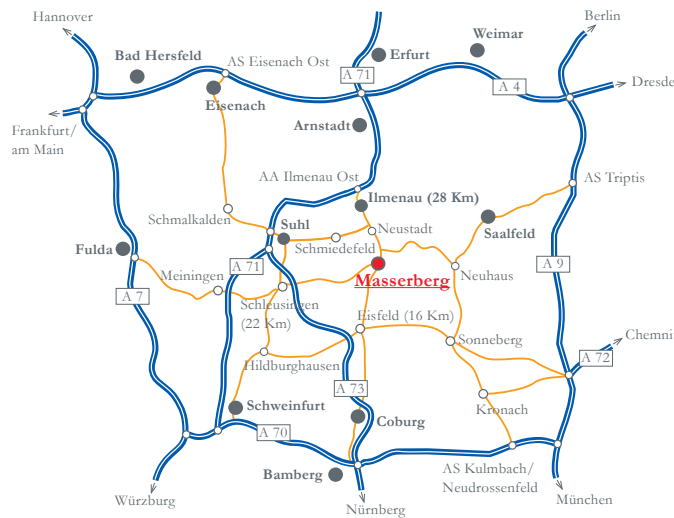 Hannover
Berlin
Weimar
Bad Hersfeld
Erfurt
AS Eisenach Ost
A 71
A 4
Dresde
Eisenach
Frankfurt/
am Main
Arnstadt
AA Ilmenau Ost
AS Triptis
Ilmenau (28 Km)
Schmalkalden
Suhl
Neustadt
Saalfeld
Schmiedefeld
Fulda
A 71
A 9
Meiningen
Masserberg
Neuhaus
A 7
Schleusingen
(22 Km)
Eisfeld (16 Km)
Sonneberg
Chemni
A 72
Hildburghausen
A 73
Schweinfurt
Coburg
Kronach
A 70
Bamberg
AS Kulmbach/
Neudrossenfeld
Würzburg
Nürnberg
München